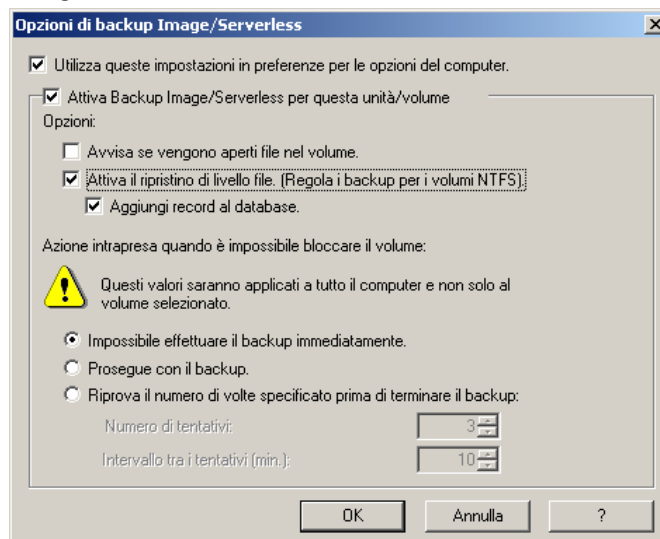 Opzioni di backup Image/Serverless
Utilizza queste impostazioni in preferenze per le opzioni del computer.
Attiva Backup Image/Serverless per questa unità/volume
Opzioni:
Avvisa se vengono aperti file nel volume.
Attiva il ripristino di livello file. (Regola i backup per i volumi NTFS).
Aggiungi record al database.
Azione intrapresa quando è impossibile bloccare il volume:
Questi valori saranno applicati a tutto il computer e non solo al
volume selezionato.
Impossibile effettuare il backup immediatamente.
Prosegue con il backup.
Riprova il numero di volte specificato prima di terminare il backup:
Numero di tentativi: 3
Intervallo tra i tentativi (min.): 10
OK Annulla ?